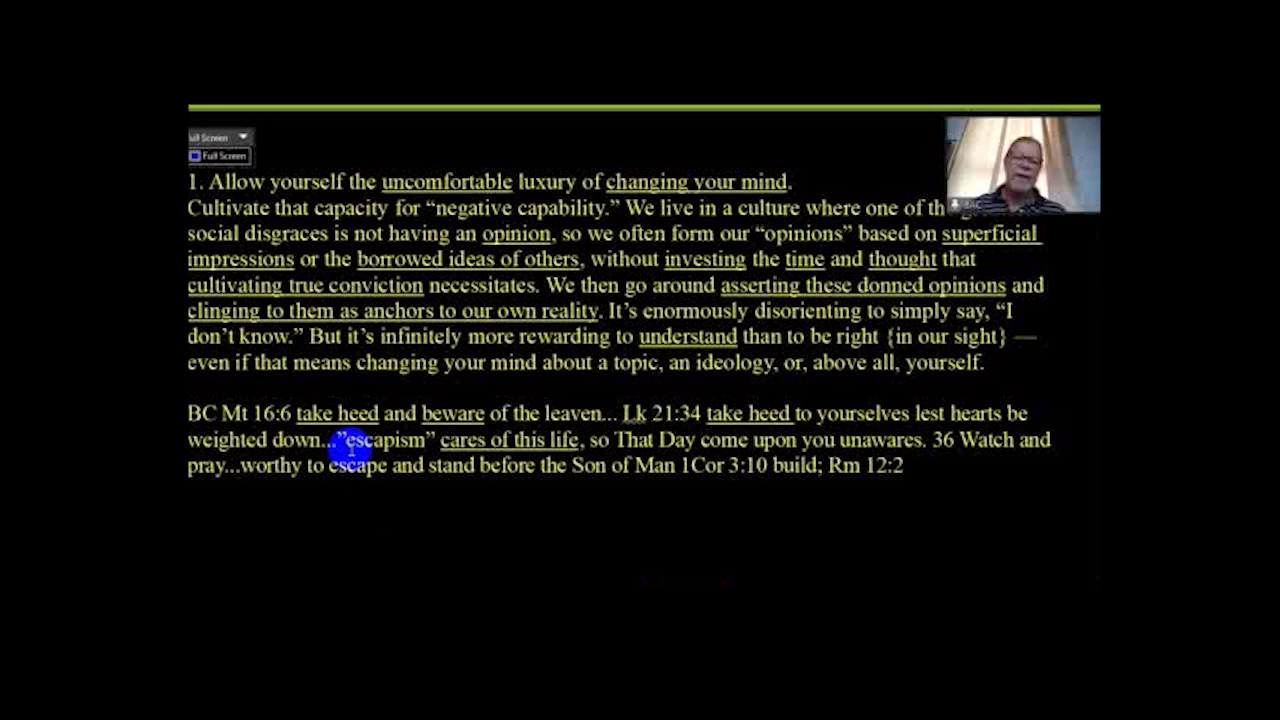 ull Screen
Full Screen
1. Allow yourself the uncomfortable luxury of changing your mind.
Cultivate that capacity for “negative capability.” We live in a culture where one of the
social disgraces is not having an opinion, so we often form our “opinions” based on superficial
impressions or the borrowed ideas of others, without investing the time and thought that
cultivating true conviction necessitates. We then go around asserting these donned opinions and
clinging to them as anchors to our own reality. It’s enormously disorienting to simply say, “I
don’t know.” But it’s infinitely more rewarding to understand than to be right {in our sight} —
even if that means changing your mind about a topic, an ideology, or, above all, yourself.
BC Mt 16:6 take heed and beware of the leaven... Lk 21:34 take heed to yourselves lest hearts be
weighted down...”escapism” cares of this life, so That Day come upon you unawares. 36 Watch and
pray...worthy to escape and stand before the Son of Man 1Cor 3:10 build; Rm 12:2